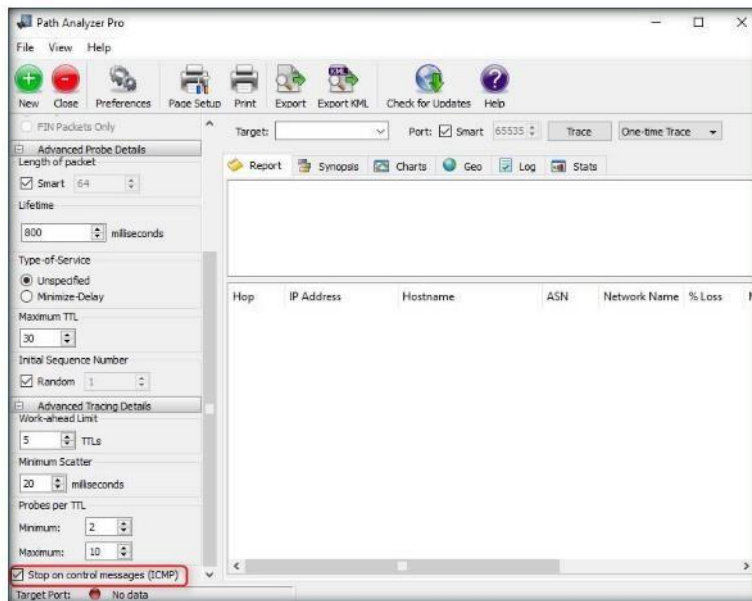 Path Analyzer Pro
File View Help
New Close Preferences Page Setup Print Export Export KML Check for Updates Help
FIN Packets Only
Target: Port: Smart 65535 Trace One-time Trace
Advanced Probe Details
Report Synopsis Charts Geo Log Stats
Length of packet
Smart 64
Lifetime
800 milliseconds
Type-of-Service
Unspecified
Minimize-Delay
Hop IP Address Hostname ASN Network Name % Loss
Maximum TTL
30
Initial Sequence Number
Random 1
Advanced Tracing Details
Work-ahead Limit
5 TTLs
Minimum Scatter
20 milliseconds
Probes per TTL
Minimum: 2
Maximum: 10
Stop on control messages (ICMP)
Target Port: No data